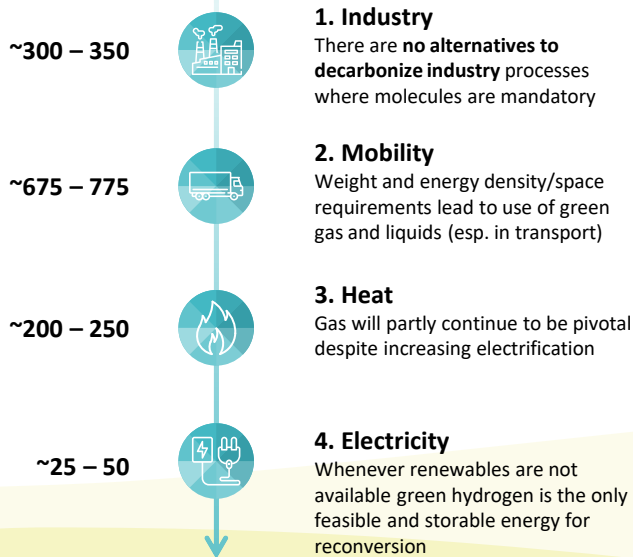 ~300 – 350
1. Industry
There are no alternatives to
decarbonize industry processes
where molecules are mandatory
~675 – 775
2. Mobility
Weight and energy density/space
requirements lead to use of green
gas and liquids (esp. in transport)
~200 – 250
3. Heat
Gas will partly continue to be pivotal
despite increasing electrification
~25 – 50
4. Electricity
Whenever renewables are not
available green hydrogen is the only
feasible and storable energy for
reconversion